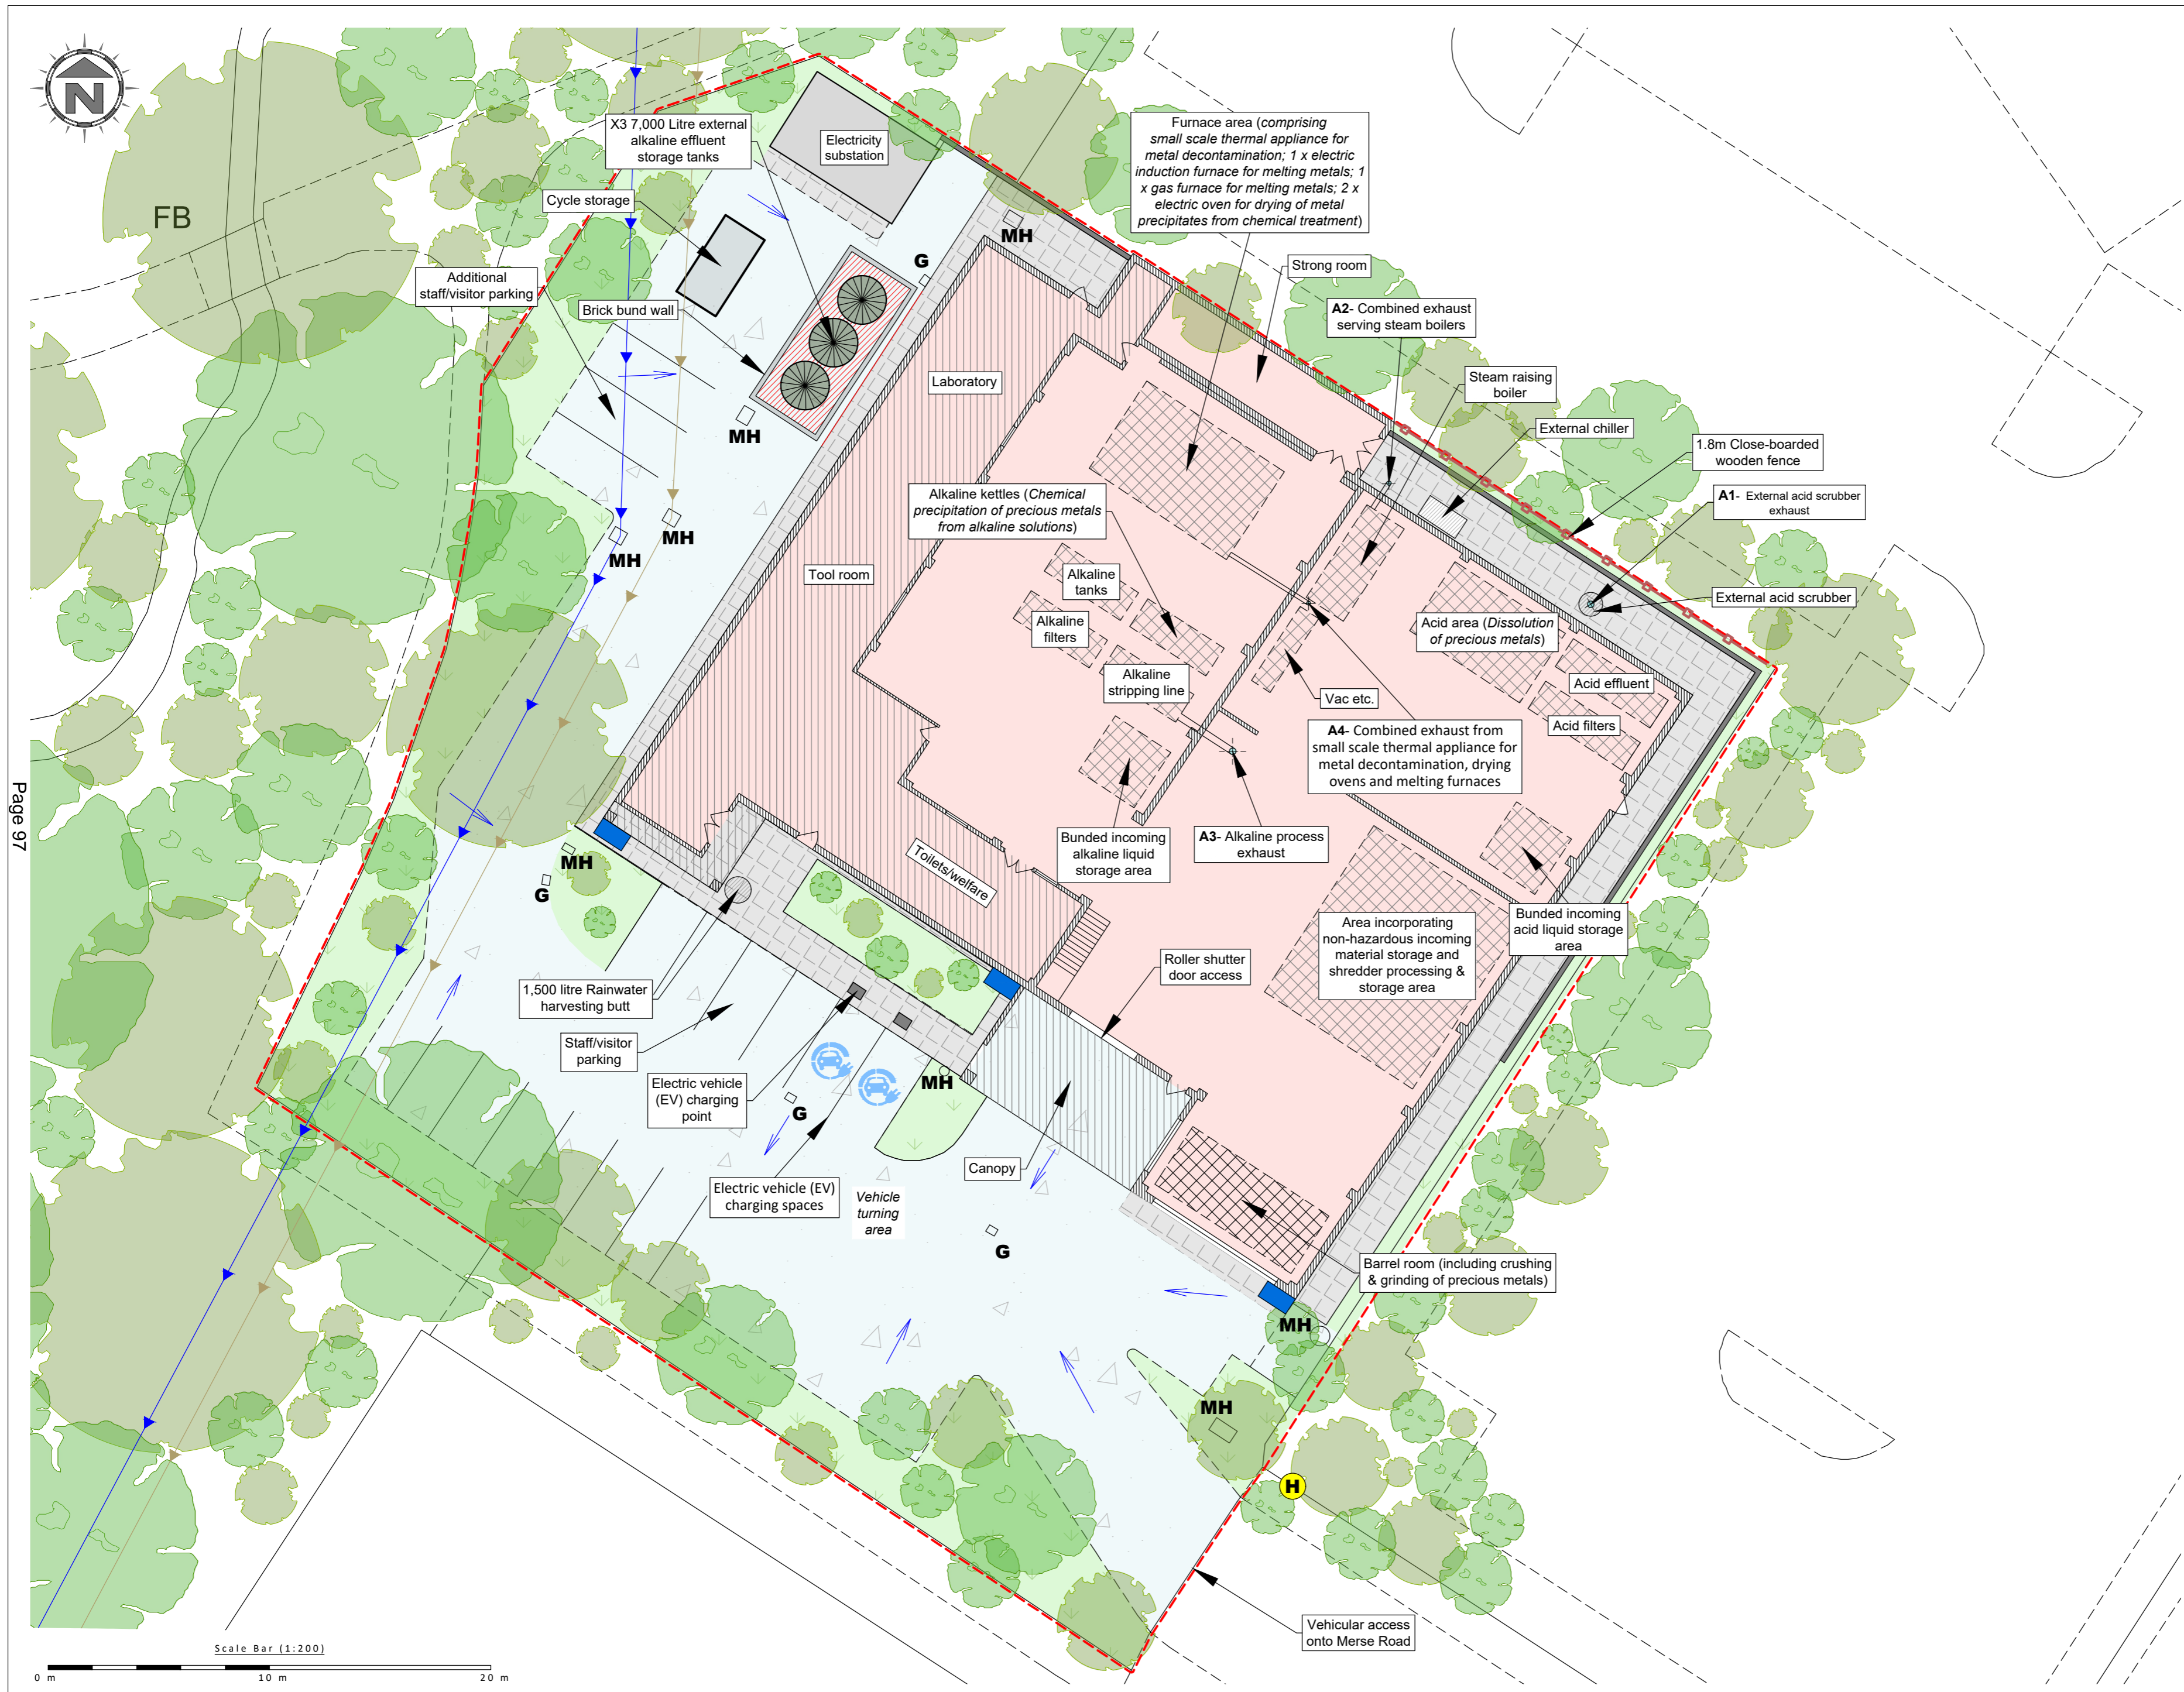 N
FB
X3 7,000 Litre external
alkaline effluent
storage tanks
Electricity
substation
Cycle storage
Additional
staff/visitor parking
Brick bund wall
Furnace area (comprising
small scale thermal appliance for
metal decontamination; 1 x electric
induction furnace for melting metals; 1
x gas furnace for melting metals; 2 x
electric oven for drying of metal
precipitates from chemical treatment)
MH
G
Strong room
A2- Combined exhaust
serving steam boilers
Laboratory
Steam raising
boiler
External chiller
1.8m Close-boarded
wooden fence
MH
A1- External acid scrubber
exhaust
Alkaline kettles (Chemical
precipitation of precious metals
from alkaline solutions)
MH
MH
Tool room
Alkaline
tanks
Alkaline
filters
External acid scrubber
Acid area (Dissolution
of precious metals)
Alkaline
stripping line
Acid effluent
Vac etc.
Acid filters
A4- Combined exhaust from
small scale thermal appliance for
metal decontamination, drying
ovens and melting furnaces
Page 97
Bunded incoming
alkaline liquid
storage area
A3- Alkaline process
exhaust
MH
G
Toilets/welfare
Area incorporating
non-hazardous incoming
material storage and
shredder processing &
storage area
Bunded incoming
acid liquid storage
area
Roller shutter
door access
1,500 litre Rainwater
harvesting butt
Staff/visitor
parking
Electric vehicle
(EV) charging
point
MH
G
Canopy
Electric vehicle (EV)
charging spaces
Vehicle
turning
area
G
Barrel room (including crushing
& grinding of precious metals)
MH
MH
H
Vehicular access
onto Merse Road
Scale Bar (1:200)
0 m 10 m 20 m